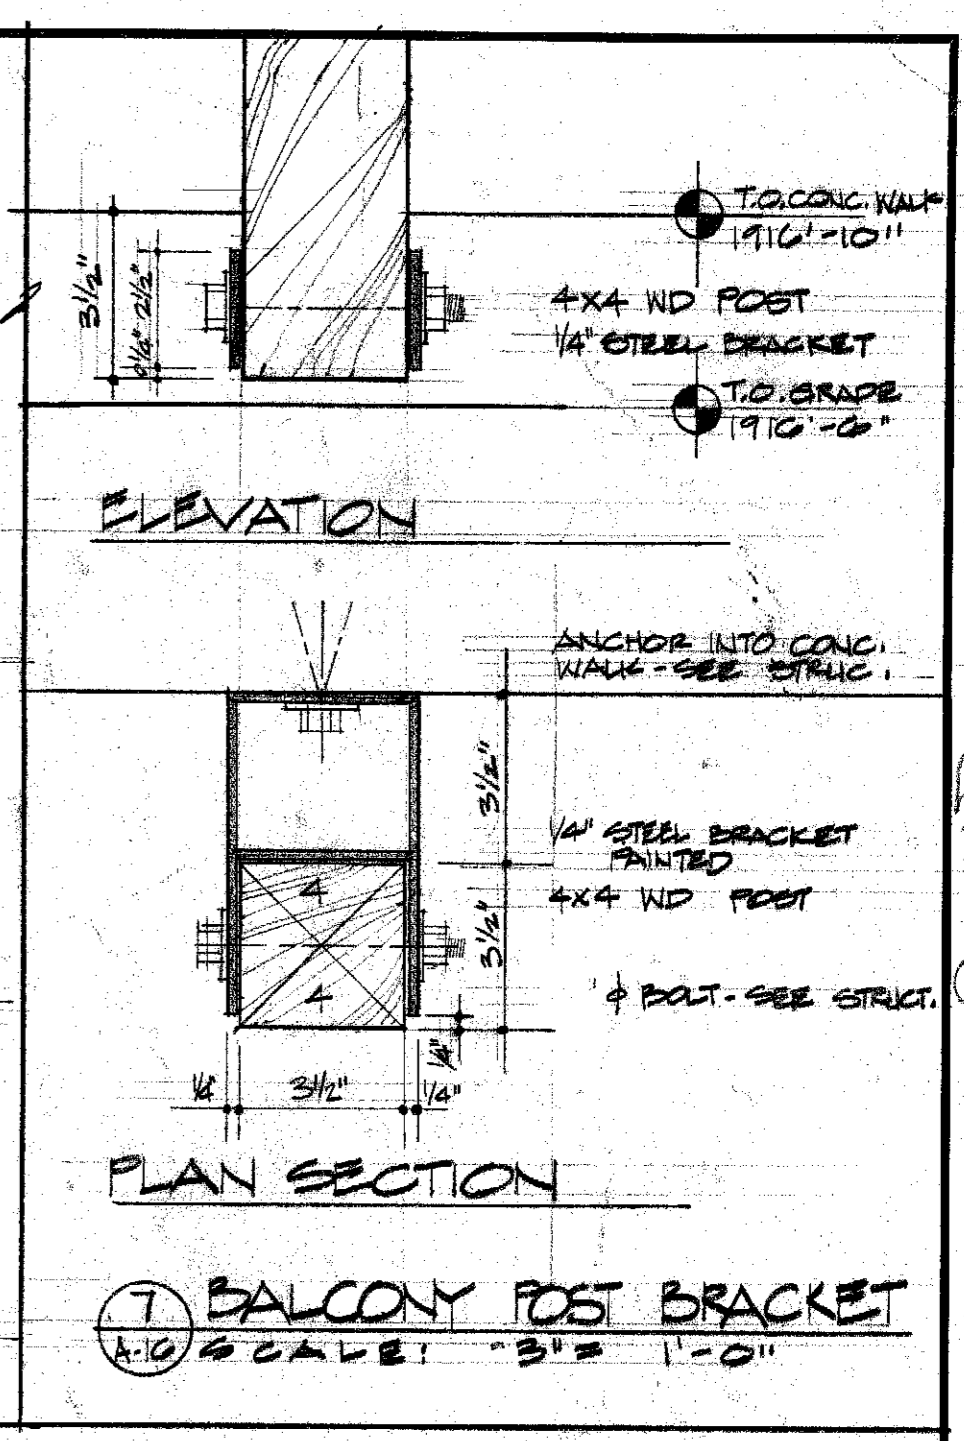 T.O. CONC. WALK
1916'-10"
3 1/2"
2 1/2"
4X4 WD POST
1/4" STEEL BRACKET
T.O. GRADE
1916'-6"
ELEVATION
ANCHOR INTO CONC.
WALK - SEE STRUC.
3 1/2"
1/4" STEEL BRACKET
PAINTED
4
4X4 WD POST
3 1/2"
4
ϕ BOLT - SEE STRUCT.
1/4"
1/4"
3 1/2"
1/4"
PLAN SECTION
7
BALCONY POST BRACKET
SCALE: 3" = 1'-0"